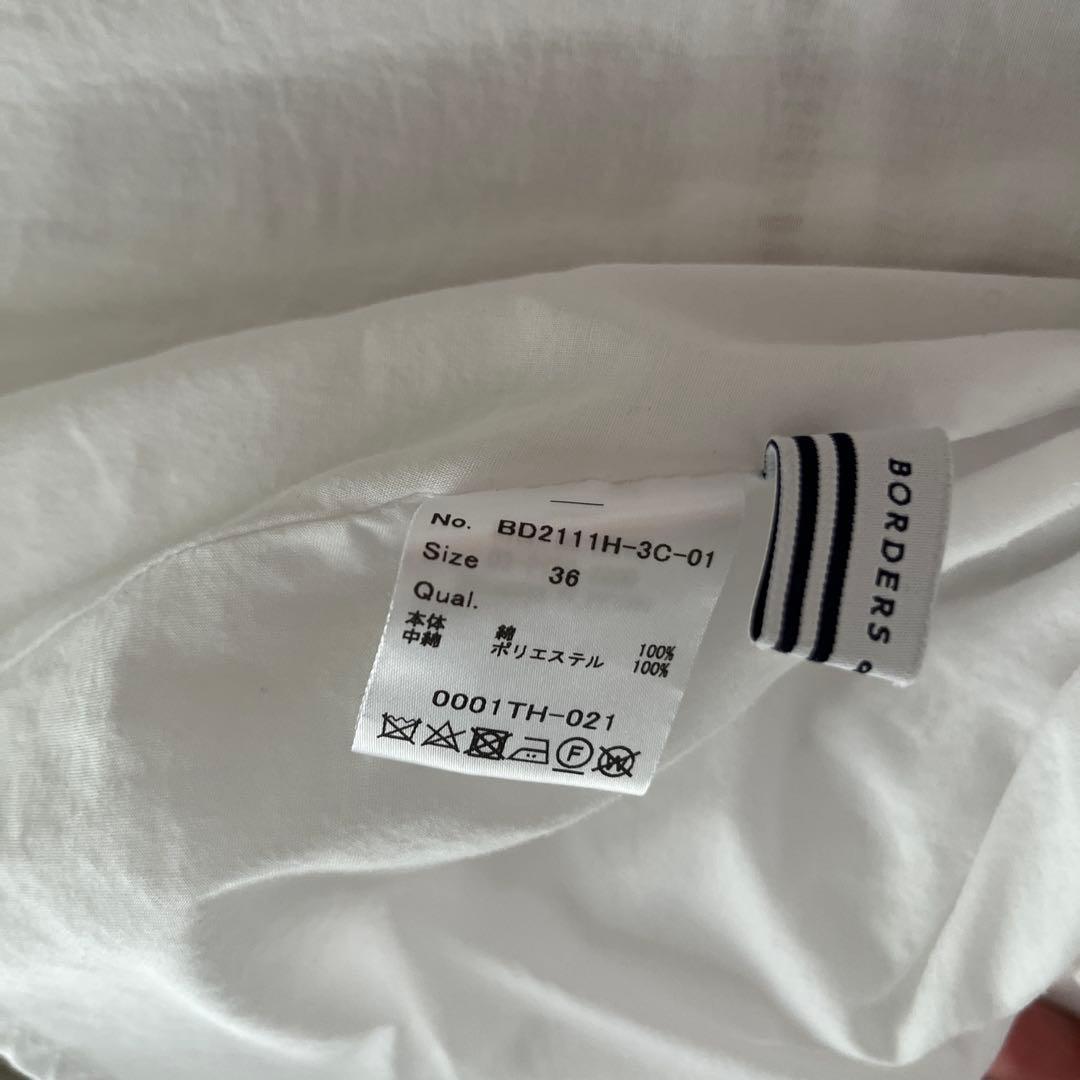 No. BD2111H-3C-01
Size 36
Qual.
本体 綿 100%
中綿 ポリエステル 100%
0001TH-021
F
W
BORDERS